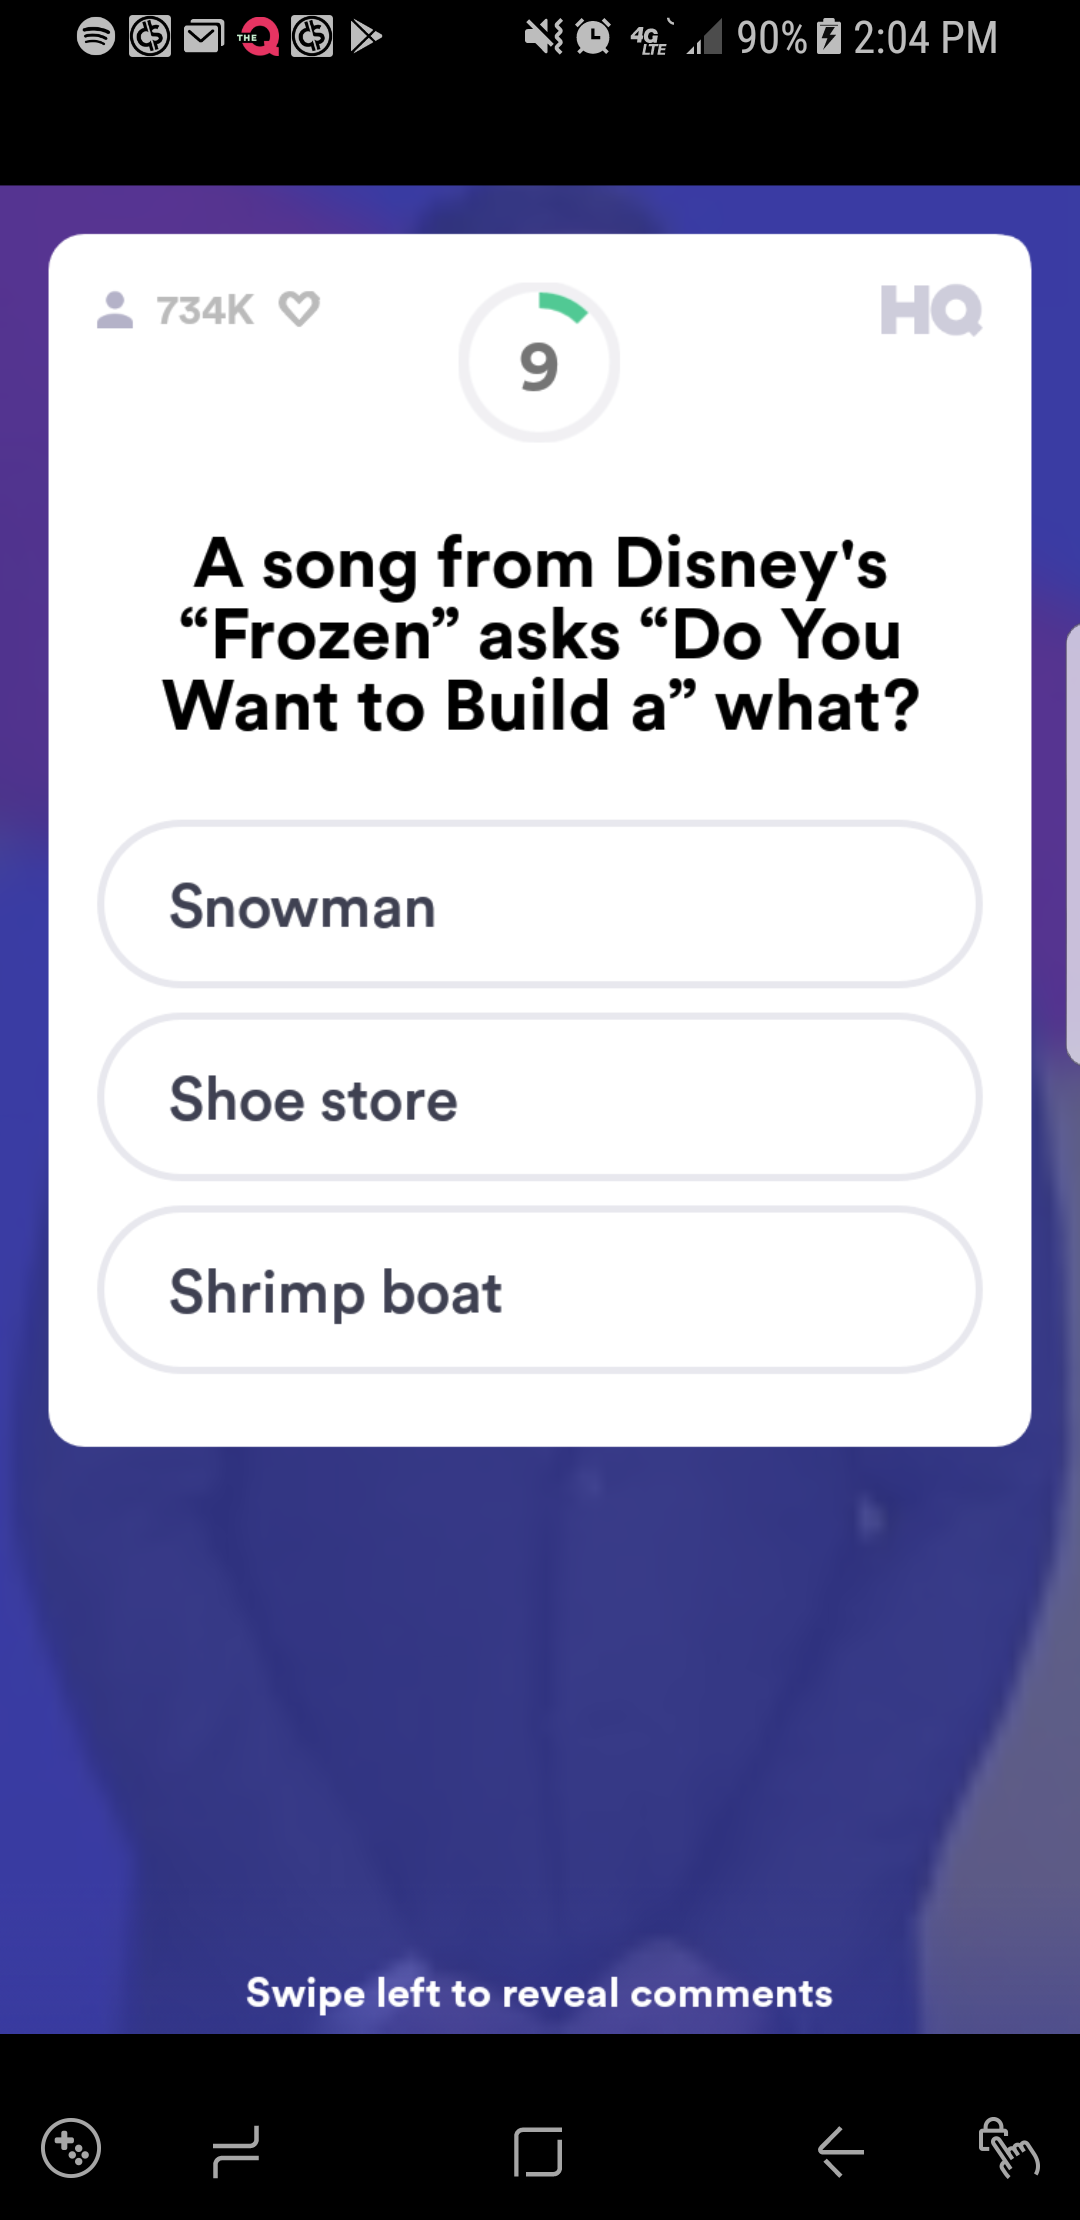 THE Q 4G LTE 90% 2:04 PM
734K
9
HQ
A song from Disney's
“Frozen” asks “Do You
Want to Build a” what?
Snowman
Shoe store
Shrimp boat
Swipe left to reveal comments